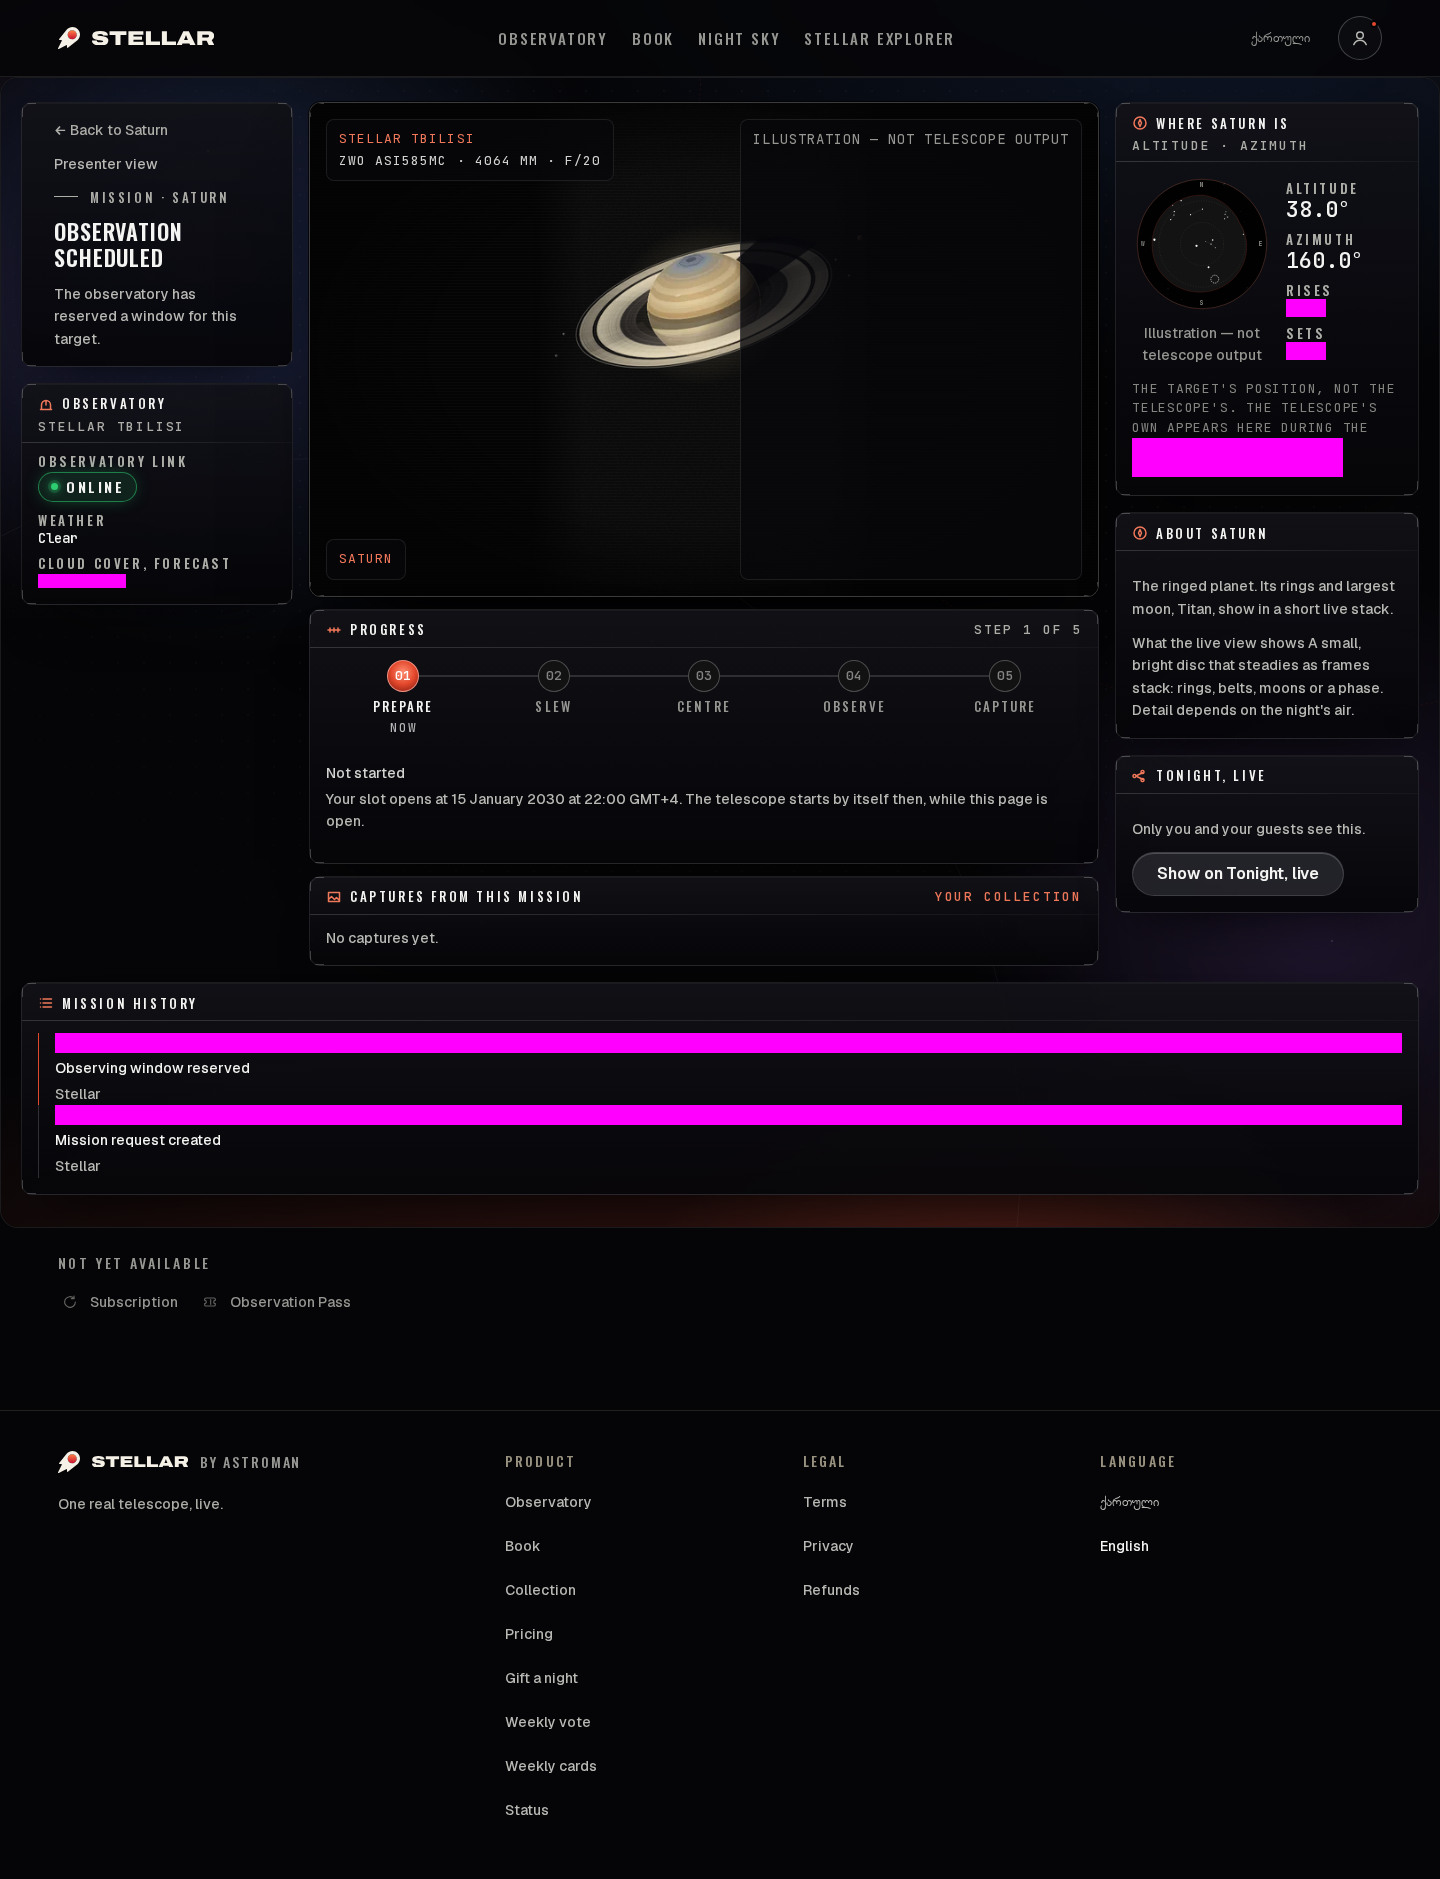 STELLAR
OBSERVATORY
BOOK
NIGHT SKY
STELLAR EXPLORER
ქართული
← Back to Saturn
Presenter view
MISSION · SATURN
OBSERVATION
SCHEDULED
The observatory has
reserved a window for this
target.
OBSERVATORY
STELLAR TBILISI
OBSERVATORY LINK
ONLINE
WEATHER
Clear
CLOUD COVER, FORECAST
STELLAR TBILISI
ZWO ASI585MC · 4064 MM · F/20
ILLUSTRATION — NOT TELESCOPE OUTPUT
SATURN
PROGRESS
STEP 1 OF 5
01
02
03
04
05
PREPARE
SLEW
CENTRE
OBSERVE
CAPTURE
NOW
Not started
Your slot opens at 15 January 2030 at 22:00 GMT+4. The telescope starts by itself then, while this page is
open.
CAPTURES FROM THIS MISSION
YOUR COLLECTION
No captures yet.
WHERE SATURN IS
ALTITUDE · AZIMUTH
N
W
E
S
Illustration — not
telescope output
ALTITUDE
38.0°
AZIMUTH
160.0°
RISES
SETS
THE TARGET'S POSITION, NOT THE
TELESCOPE'S. THE TELESCOPE'S
OWN APPEARS HERE DURING THE
ABOUT SATURN
The ringed planet. Its rings and largest
moon, Titan, show in a short live stack.
What the live view shows A small,
bright disc that steadies as frames
stack: rings, belts, moons or a phase.
Detail depends on the night's air.
TONIGHT, LIVE
Only you and your guests see this.
Show on Tonight, live
MISSION HISTORY
Observing window reserved
Stellar
Mission request created
Stellar
NOT YET AVAILABLE
Subscription
Observation Pass
STELLAR BY ASTROMAN
One real telescope, live.
PRODUCT
Observatory
Book
Collection
Pricing
Gift a night
Weekly vote
Weekly cards
Status
LEGAL
Terms
Privacy
Refunds
LANGUAGE
ქართული
English